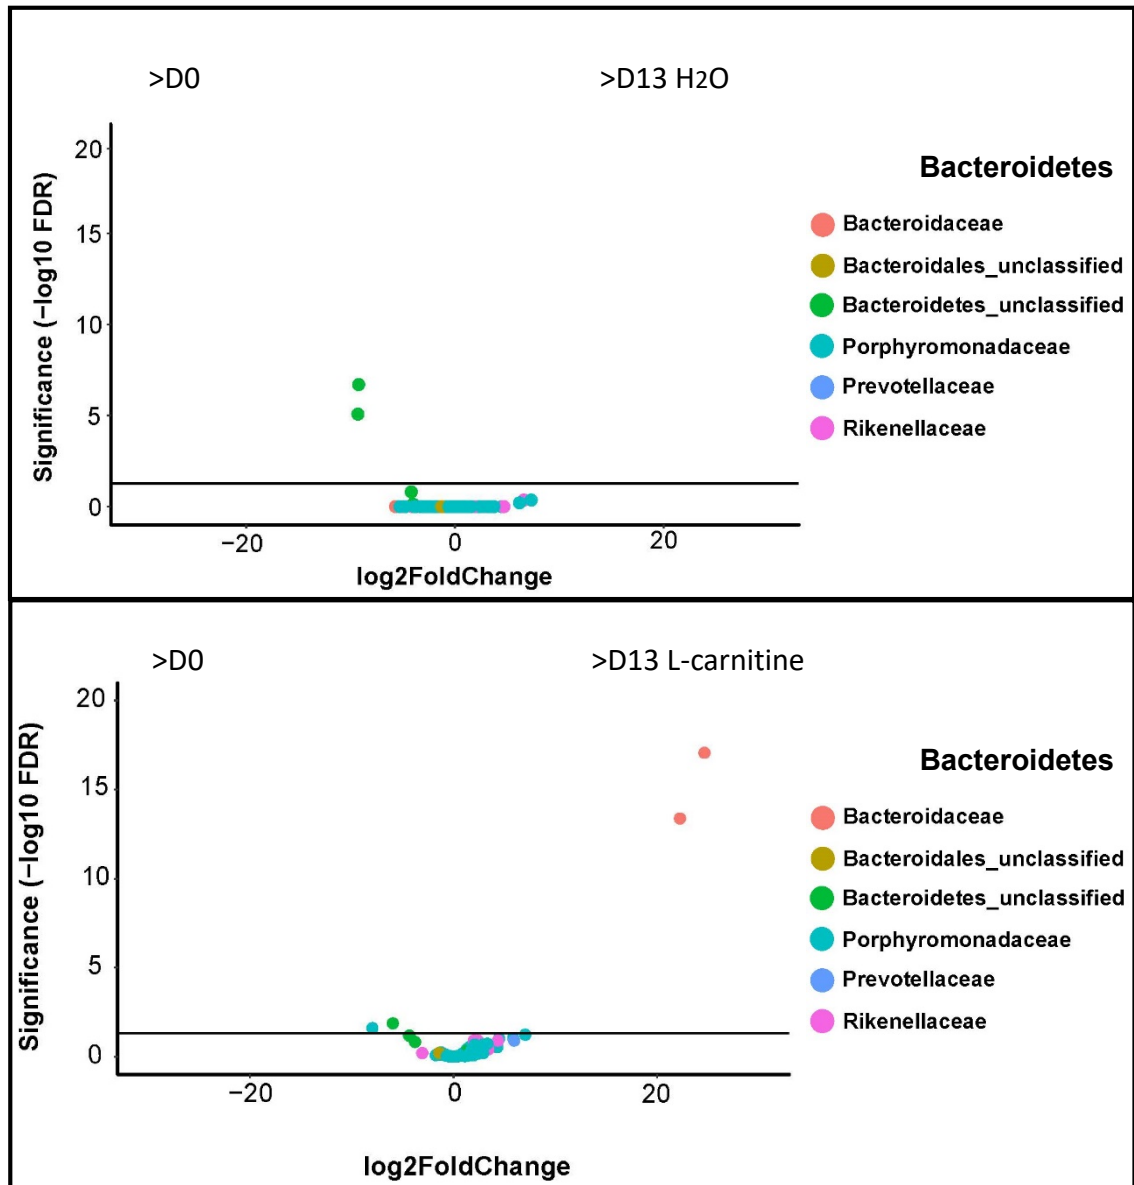 >D0
>D13 H2O
20
15
10
5
0
Significance (−log10 FDR)
−20
0
20
log2FoldChange
Bacteroidetes
Bacteroidaceae
Bacteroidales_unclassified
Bacteroidetes_unclassified
Porphyromonadaceae
Prevotellaceae
Rikenellaceae
>D0
>D13 L-carnitine
20
15
10
5
0
Significance (−log10 FDR)
−20
0
20
log2FoldChange
Bacteroidetes
Bacteroidaceae
Bacteroidales_unclassified
Bacteroidetes_unclassified
Porphyromonadaceae
Prevotellaceae
Rikenellaceae